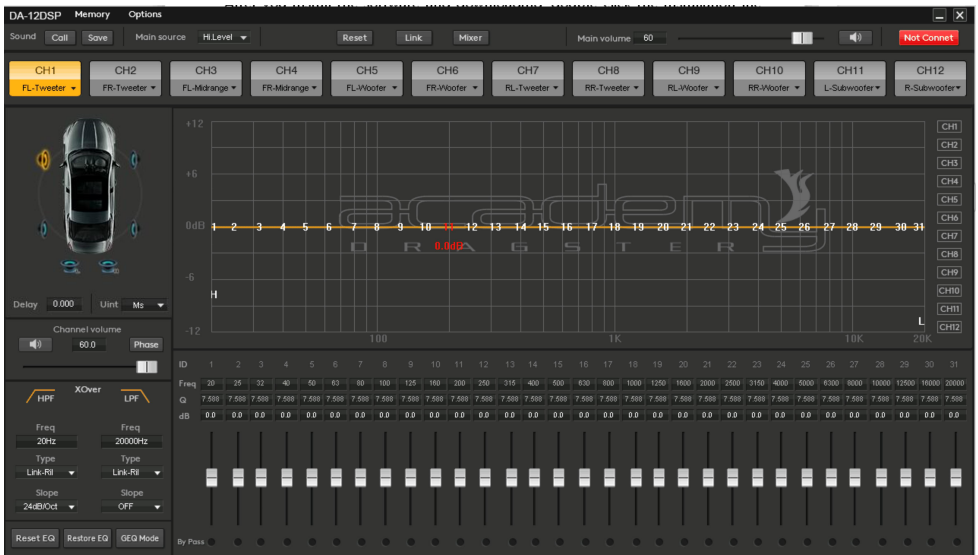 DA-12DSP Memory Options
Sound Call Save Main source Hi.Level Reset Link Mixer Main volume 60 Not Connet
CH1 CH2 CH3 CH4 CH5 CH6 CH7 CH8 CH9 CH10 CH11 CH12
FL-Tweeter FR-Tweeter FL-Midrange FR-Midrange FL-Woofer FR-Woofer RL-Tweeter RR-Tweeter RL-Woofer RR-Woofer L-Subwoofer R-Subwoofer
+12
+6
0dB
-6
-12
1 2 3 4 5 6 7 8 9 10 11 12 13 14 15 16 17 18 19 20 21 22 23 24 25 26 27 28 29 30 31
0.0dB
academy
DRAGSTER
H
L
100 1K 10K 20K
CH1
CH2
CH3
CH4
CH5
CH6
CH7
CH8
CH9
CH10
CH11
CH12
Delay 0.000 Uint Ms
Channel volume
60.0 Phase
XOver
HPF LPF
Freq Freq
20Hz 20000Hz
Type Type
Link-Ril Link-Ril
Slope Slope
24dB/Oct OFF
Reset EQ Restore EQ GEQ Mode
ID 1 2 3 4 5 6 7 8 9 10 11 12 13 14 15 16 17 18 19 20 21 22 23 24 25 26 27 28 29 30 31
Freq 20 25 32 40 50 63 80 100 125 160 200 250 315 400 500 630 800 1000 1250 1600 2000 2500 3150 4000 5000 6300 8000 10000 12500 16000 20000
Q 7.588 7.588 7.588 7.588 7.588 7.588 7.588 7.588 7.588 7.588 7.588 7.588 7.588 7.588 7.588 7.588 7.588 7.588 7.588 7.588 7.588 7.588 7.588 7.588 7.588 7.588 7.588 7.588 7.588 7.588 7.588
dB 0.0 0.0 0.0 0.0 0.0 0.0 0.0 0.0 0.0 0.0 0.0 0.0 0.0 0.0 0.0 0.0 0.0 0.0 0.0 0.0 0.0 0.0 0.0 0.0 0.0 0.0 0.0 0.0 0.0 0.0 0.0
By Pass